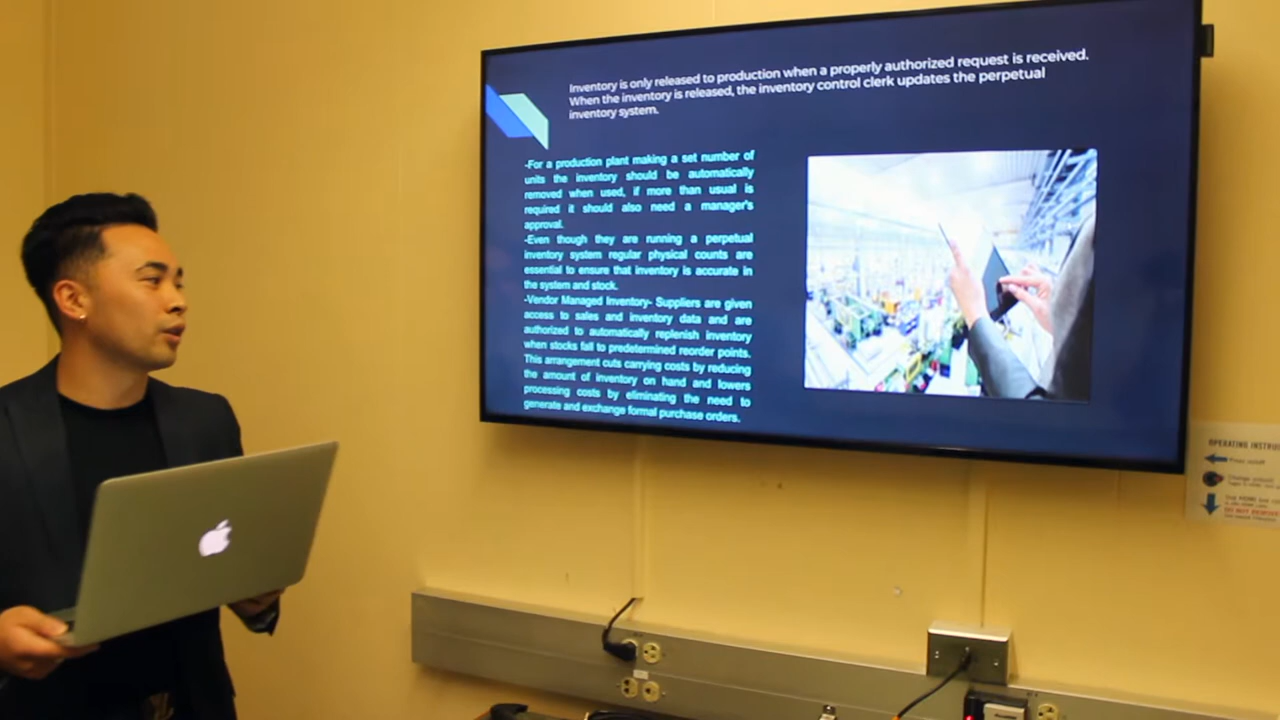 Inventory is only released to production when a properly authorized request is received.
When the inventory is released, the inventory control clerk updates the perpetual
inventory system.
-For a production plant making a set number of
units the inventory should be automatically
removed when used, if more than usual is
required it should also need a manager's
approval.
-Even though they are running a perpetual
inventory system regular physical counts are
essential to ensure that inventory is accurate in
the system and stock.
-Vendor Managed Inventory- Suppliers are given
access to sales and inventory data and are
authorized to automatically replenish inventory
when stocks fall to predetermined reorder points.
This arrangement cuts carrying costs by reducing
the amount of inventory on hand and lowers
processing costs by eliminating the need to
generate and exchange formal purchase orders.
OPERATING INSTRU